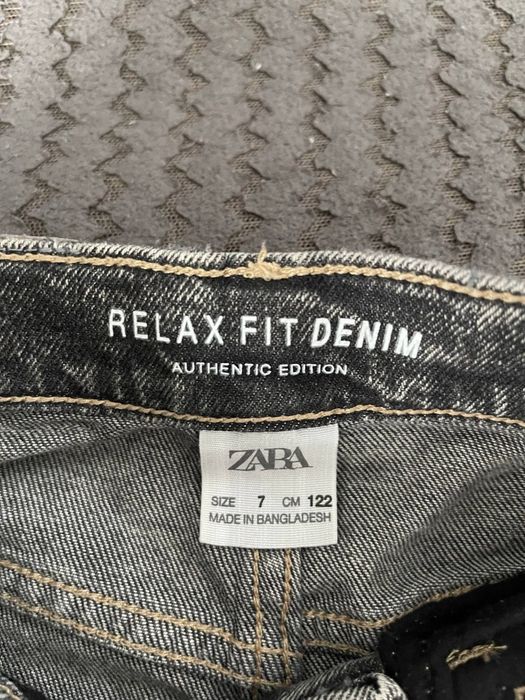 RELAX FIT DENIM
AUTHENTIC EDITION
ZARA
SIZE 7 CM 122
MADE IN BANGLADESH